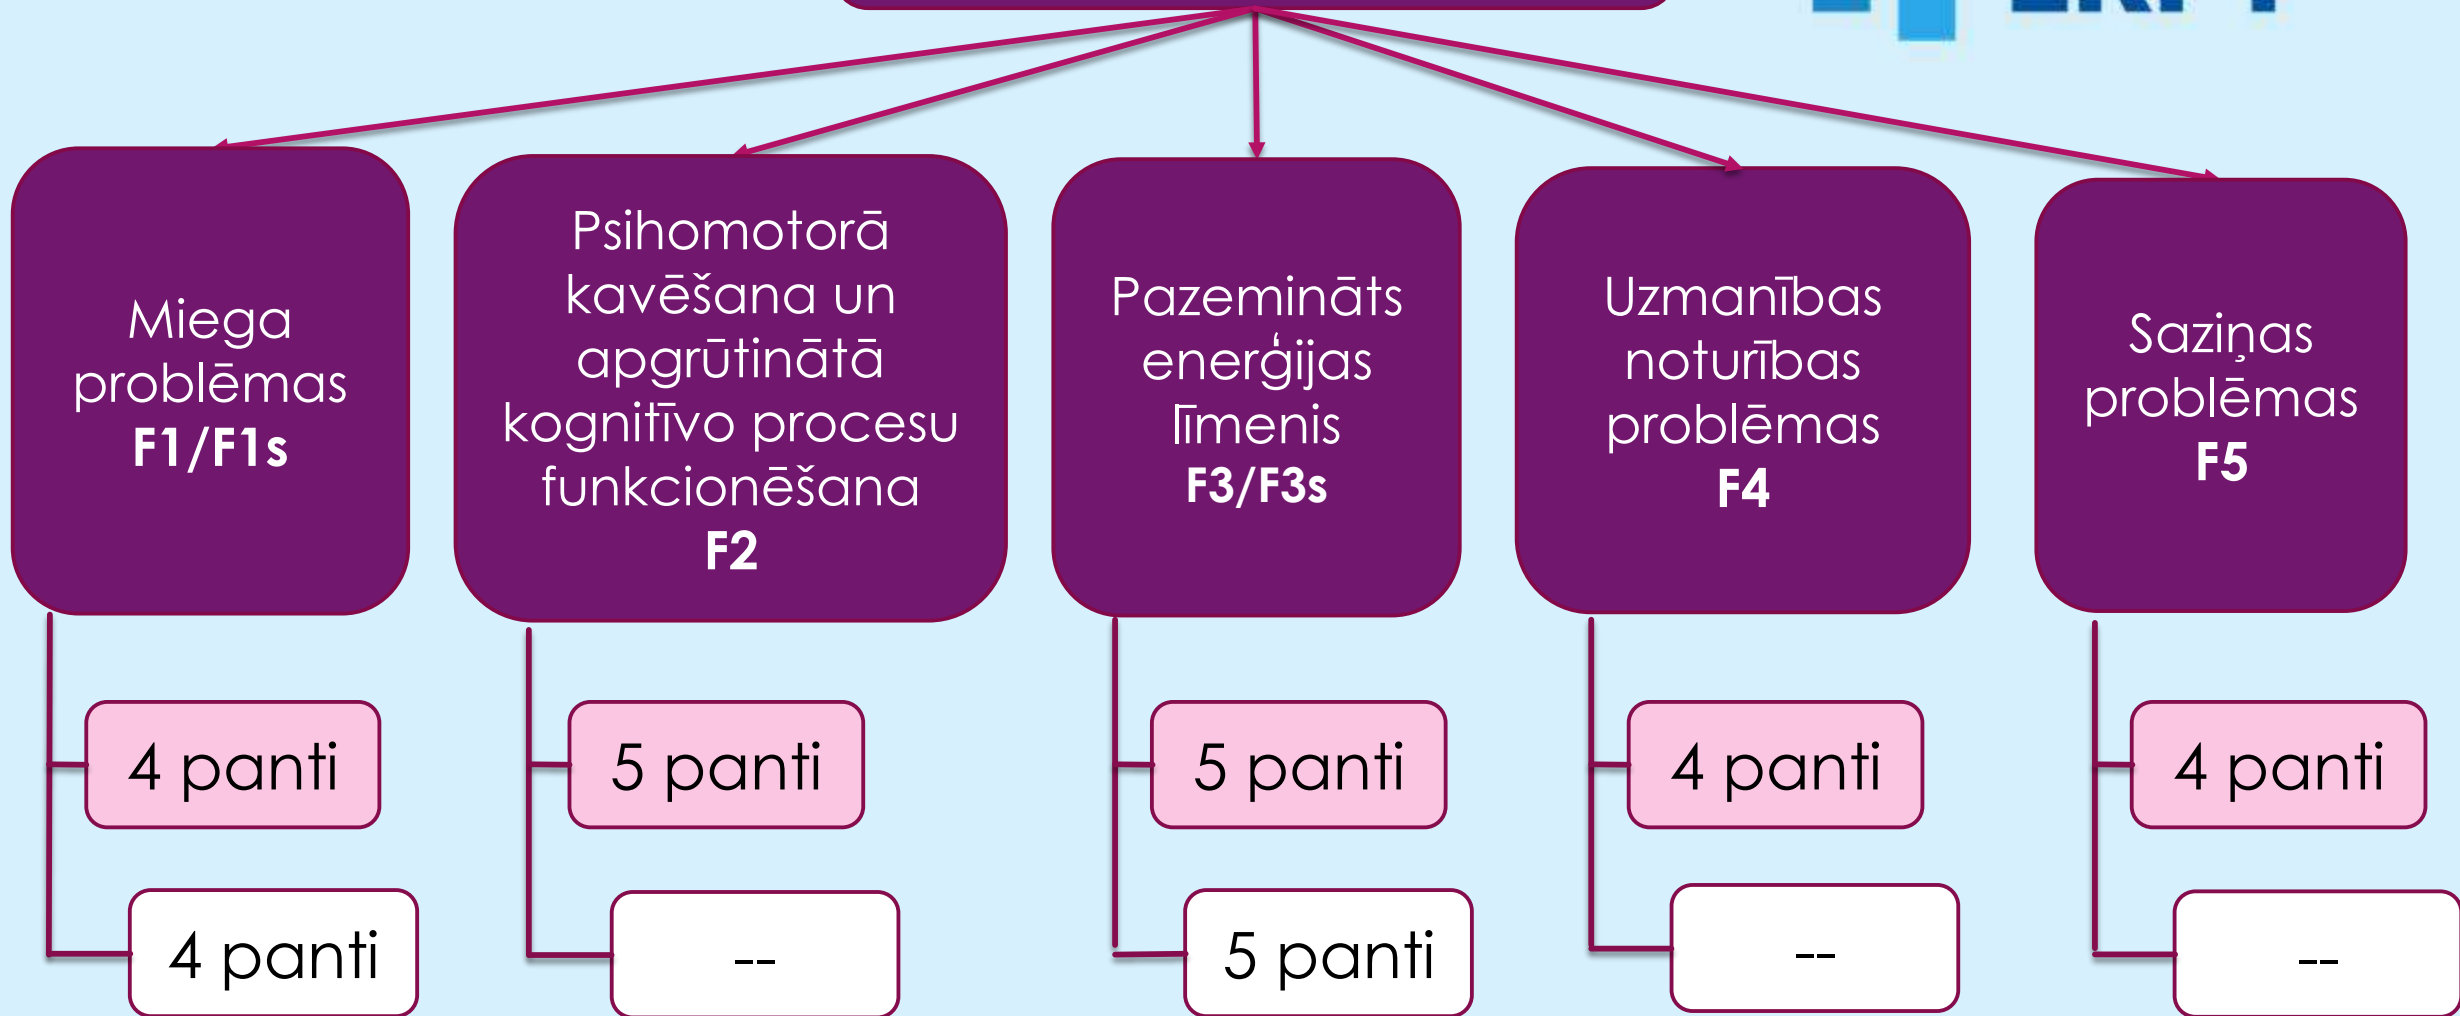 Miega
problēmas
F1/F1s
Psihomotorā
kavēšana un
apgrūtinātā
kognitīvo procesu
funkcionēšana
F2
Pazemināts
enerģijas
līmenis
F3/F3s
Uzmanības
noturības
problēmas
F4
Saziņas
problēmas
F5
4 panti
5 panti
5 panti
4 panti
4 panti
4 panti
--
5 panti
--
--